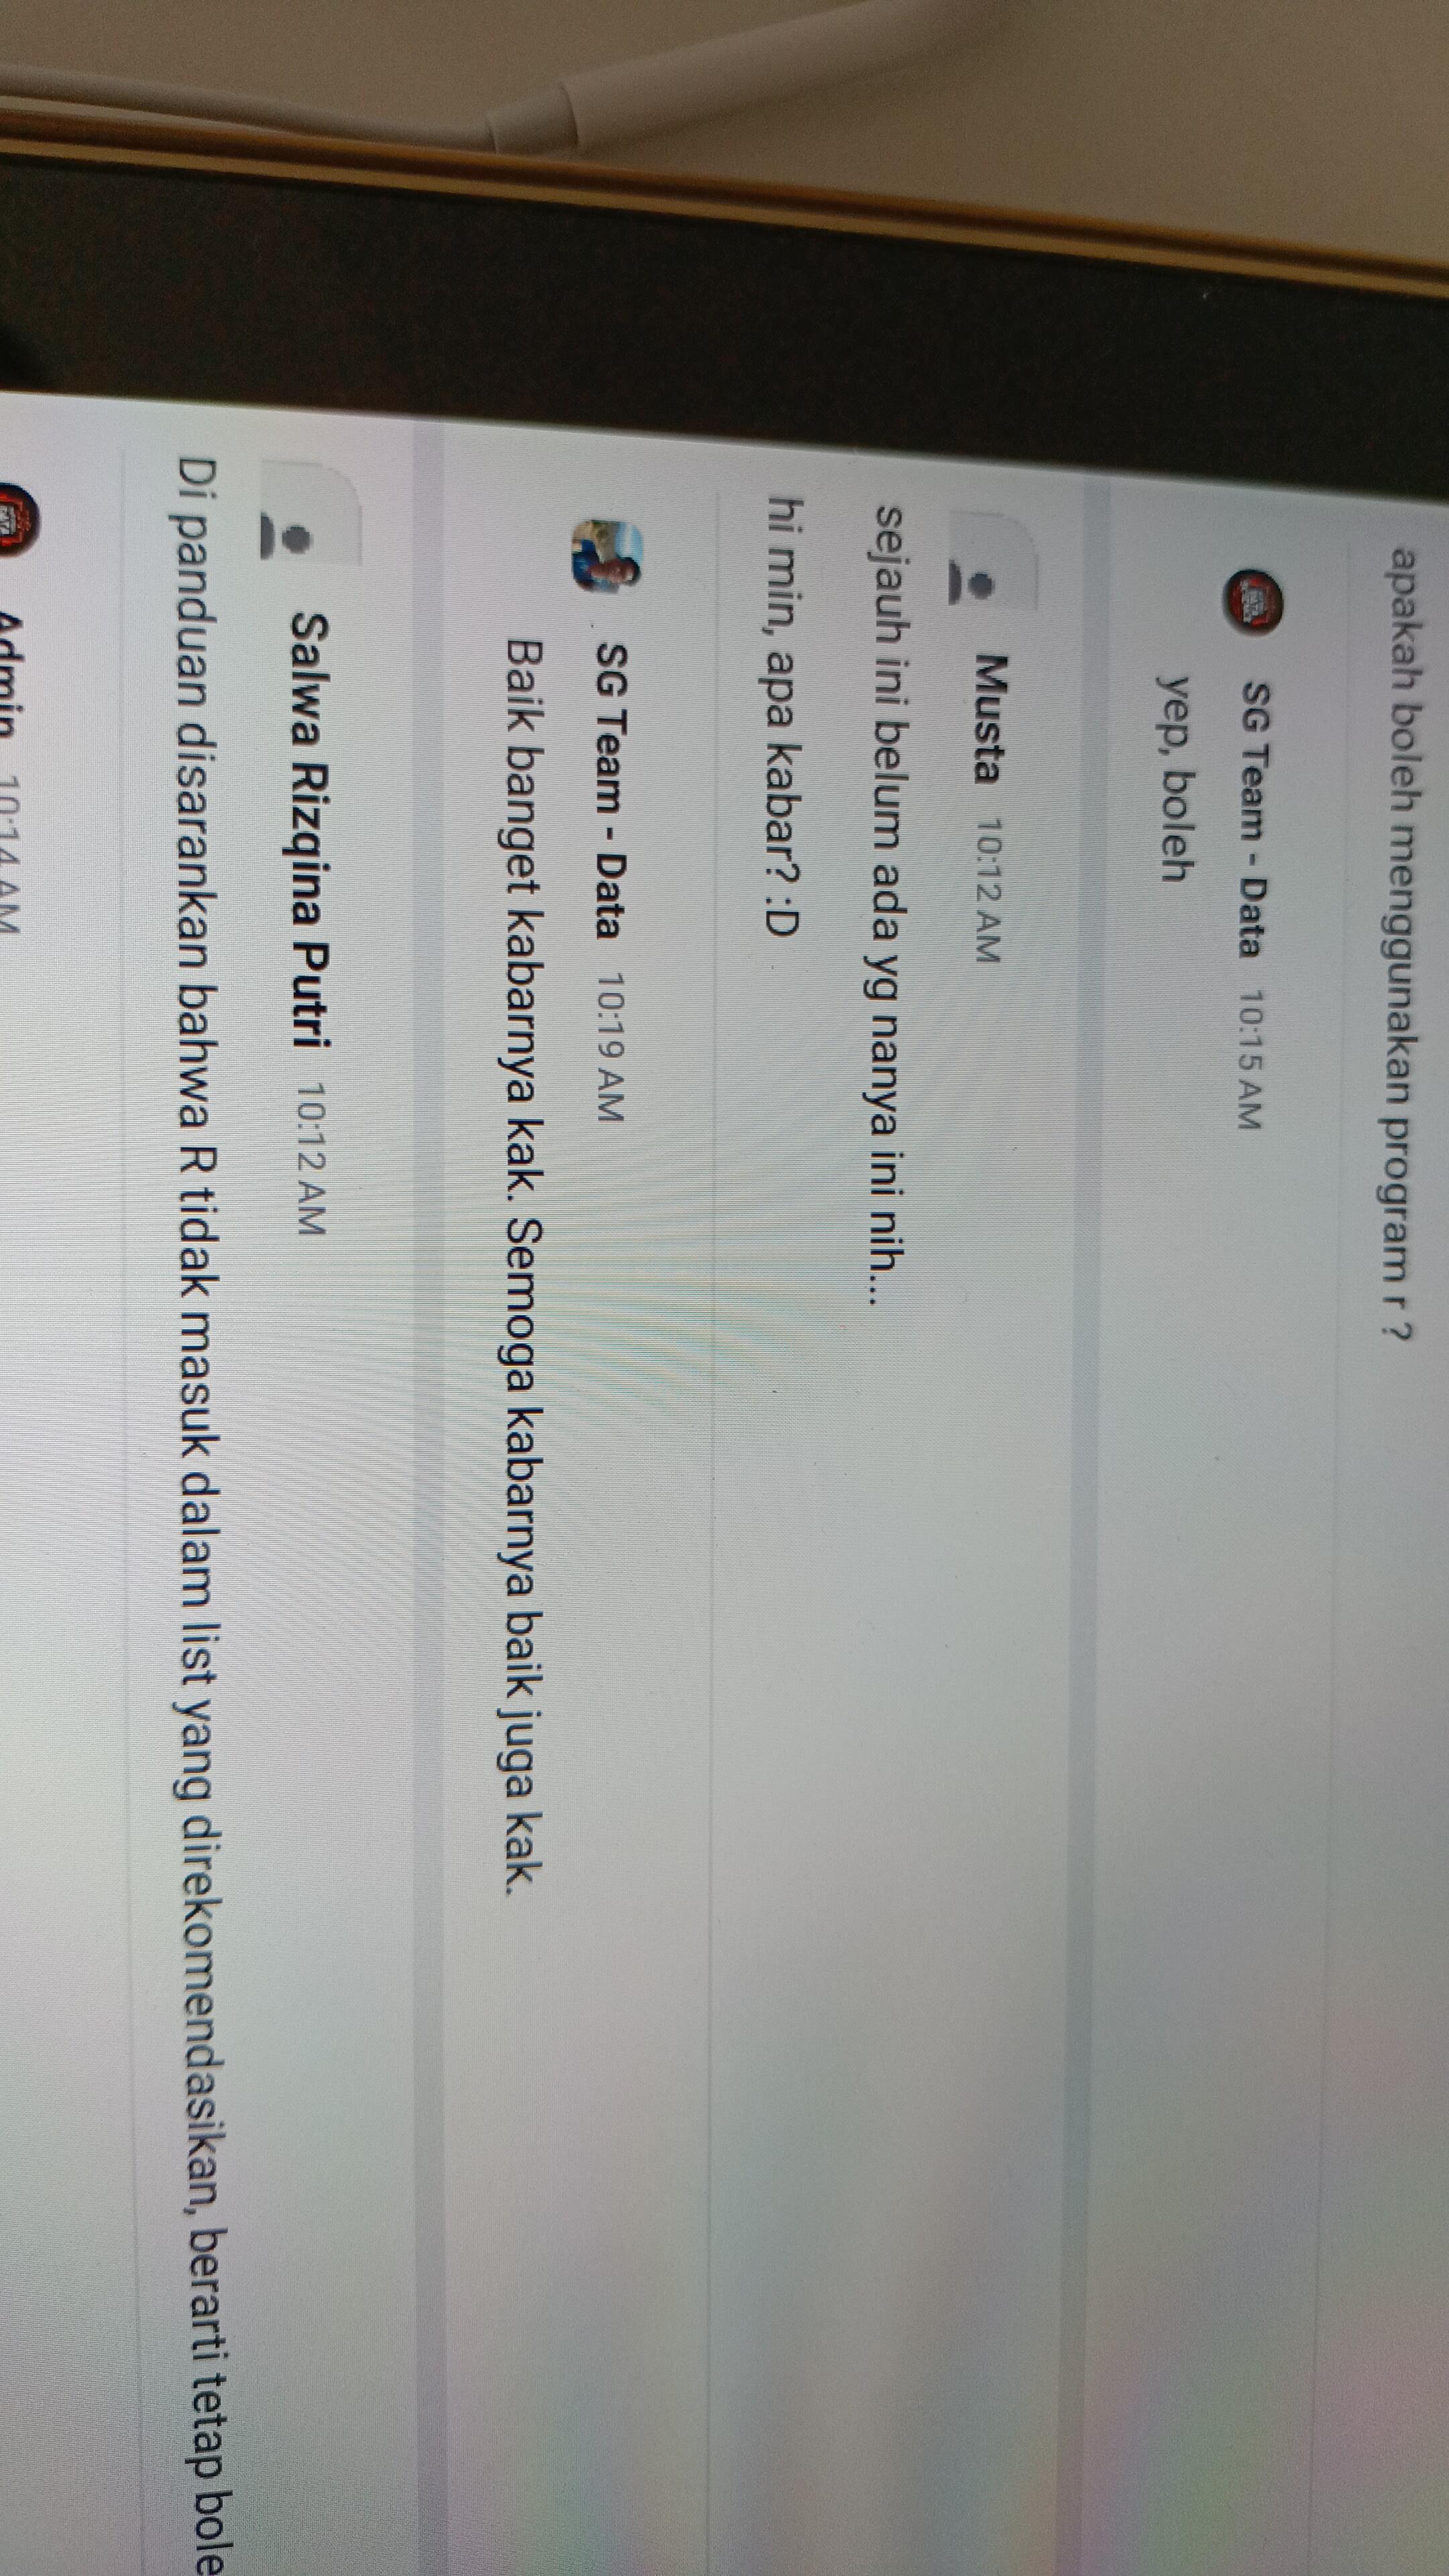 apakah boleh menggunakan program r ?
SG Team - Data 10:15 AM
yep, boleh
Musta 10:12 AM
sejauh ini belum ada yg nanya ini nih...
hi min, apa kabar? :D
SG Team - Data 10:19 AM
Baik banget kabarnya kak. Semoga kabarnya baik juga kak.
Salwa Rizqina Putri 10:12 AM
Di panduan disarankan bahwa R tidak masuk dalam list yang direkomendasikan, berarti tetap bole
Admin 10:14 AM